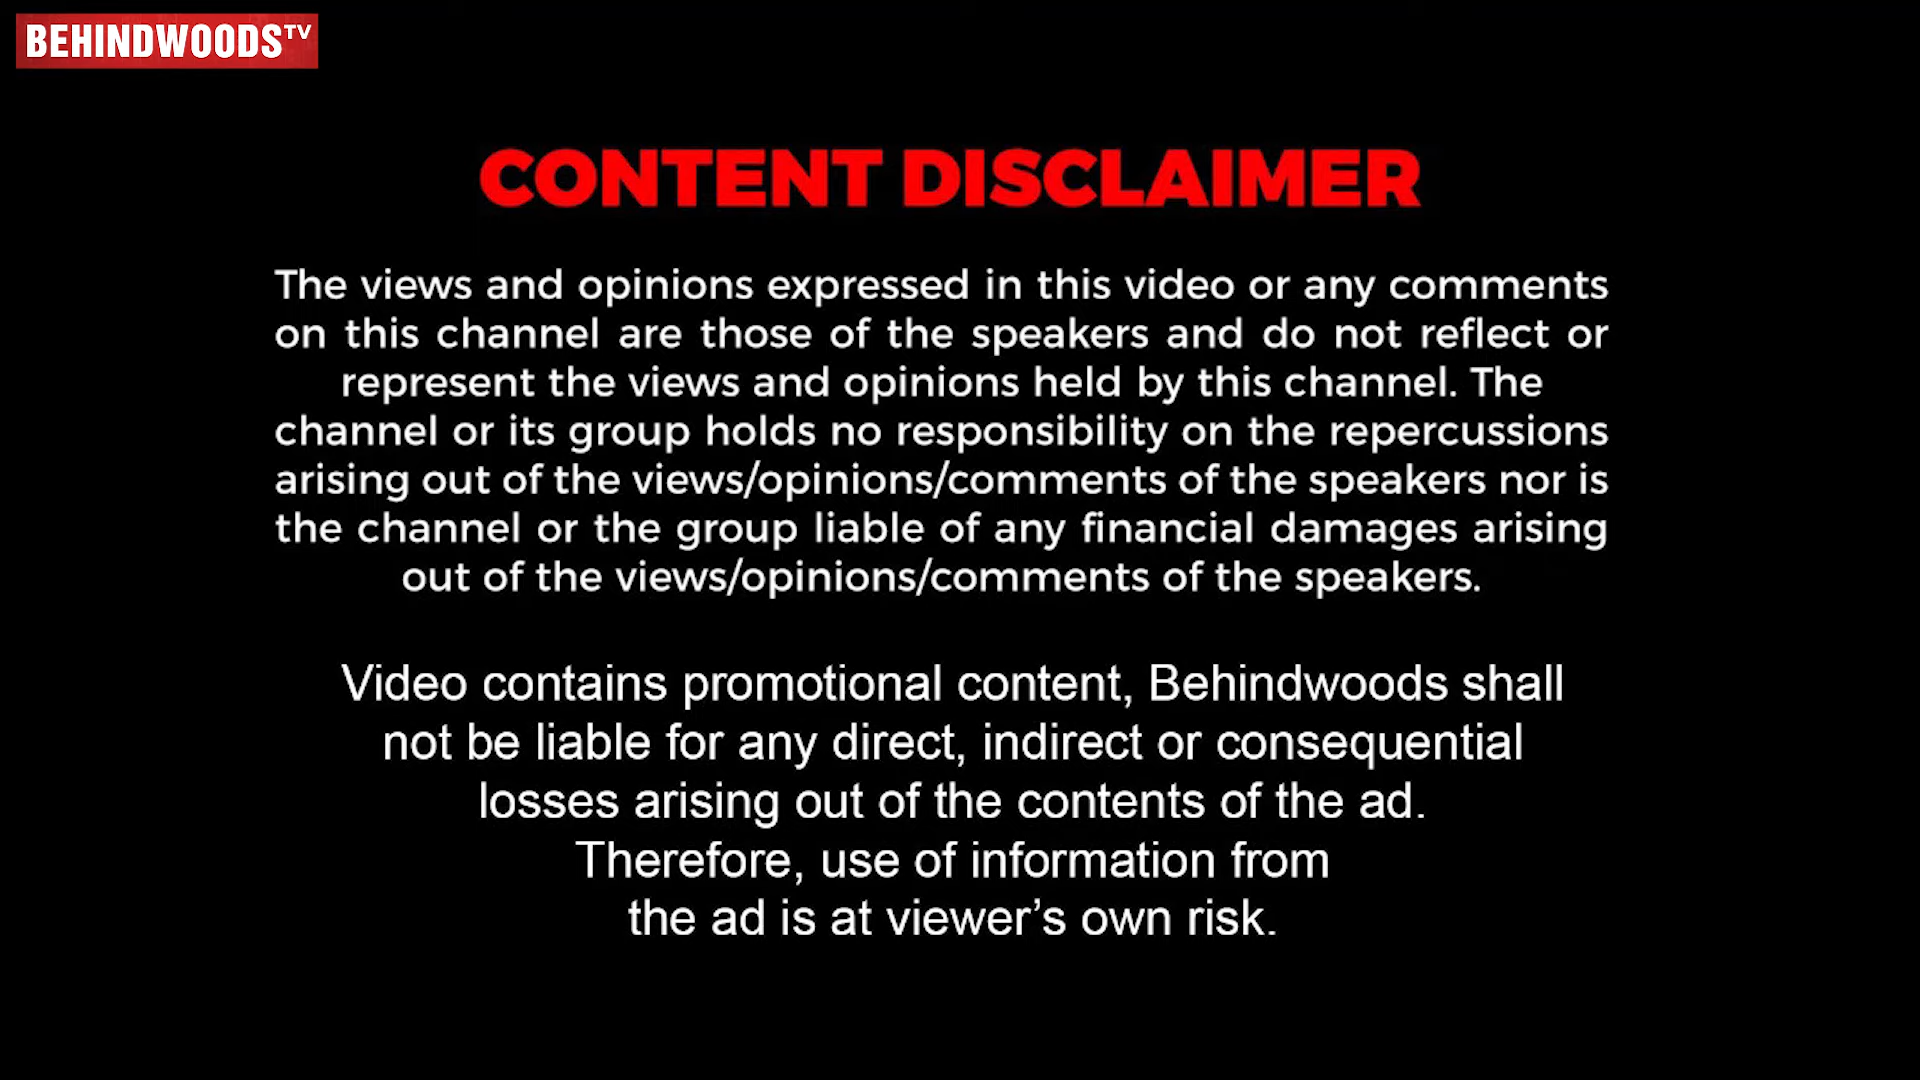 BEHINDWOODS TV
CONTENT DISCLAIMER
The views and opinions expressed in this video or any comments
on this channel are those of the speakers and do not reflect or
represent the views and opinions held by this channel. The
channel or its group holds no responsibility on the repercussions
arising out of the views/opinions/comments of the speakers nor is
the channel or the group liable of any financial damages arising
out of the views/opinions/comments of the speakers.
Video contains promotional content, Behindwoods shall
not be liable for any direct, indirect or consequential
losses arising out of the contents of the ad.
Therefore, use of information from
the ad is at viewer’s own risk.